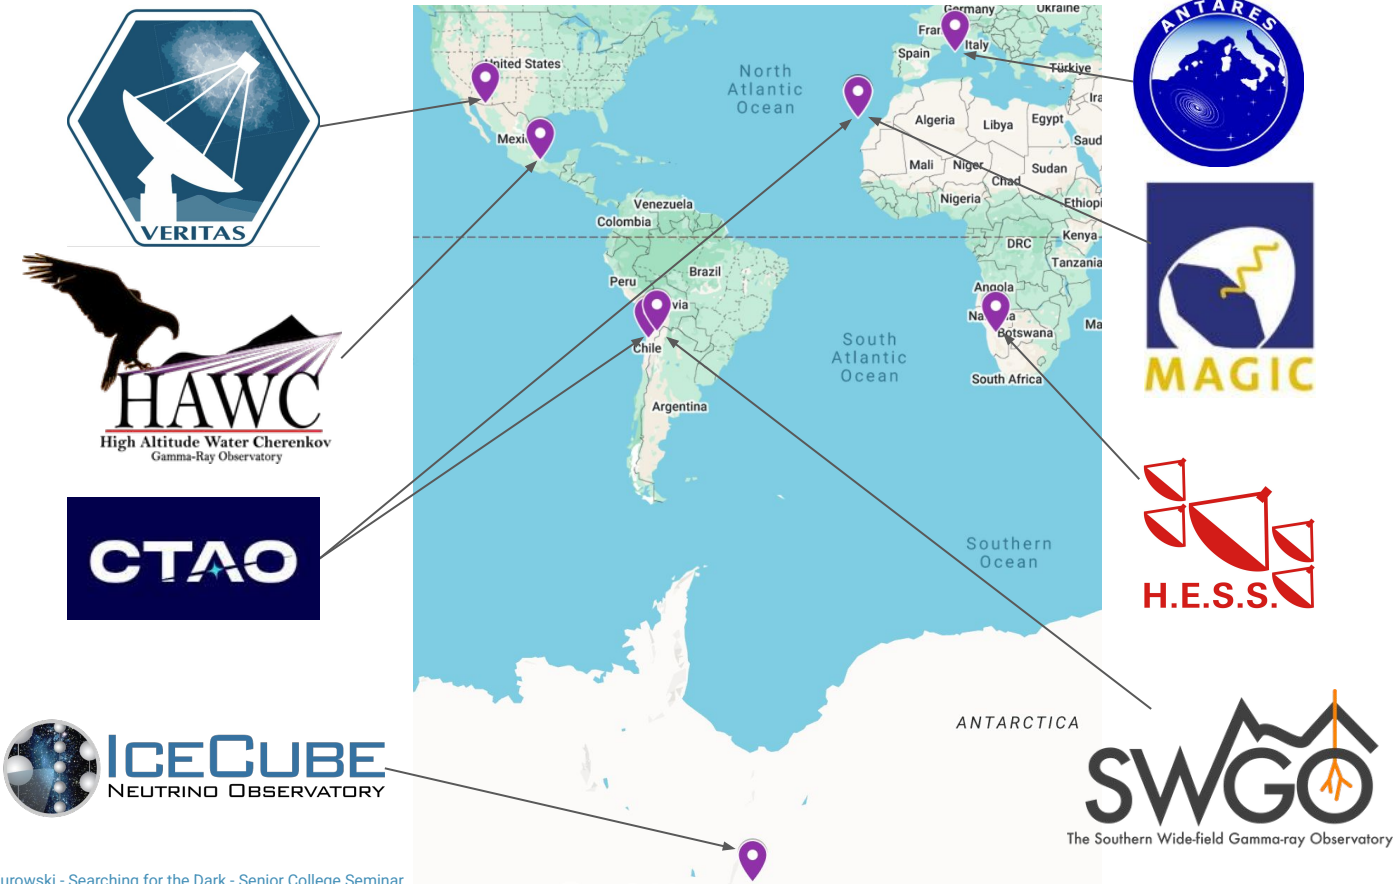 VERITAS
HAWC
High Altitude Water Cherenkov
Gamma-Ray Observatory
CTAO
ICECUBE
NEUTRINO OBSERVATORY
urowski - Searching for the Dark - Senior College Seminar
United States
North
Atlantic
Ocean
Germany
Ukraine
Italy
Spain
Türkiye
Algeria
Libya
Egypt
Mali
Niger
Chad
Sudan
Nigeria
Venezuela
Colombia
DRC
Kenya
Tanzania
Peru
Brazil
via
Angola
Botswana
Chile
South
Atlantic
Ocean
South Africa
Argentina
Southern
Ocean
ANTARCTICA
ANTARES
MAGIC
H.E.S.S.
SWGO
The Southern Wide-field Gamma-ray Observatory